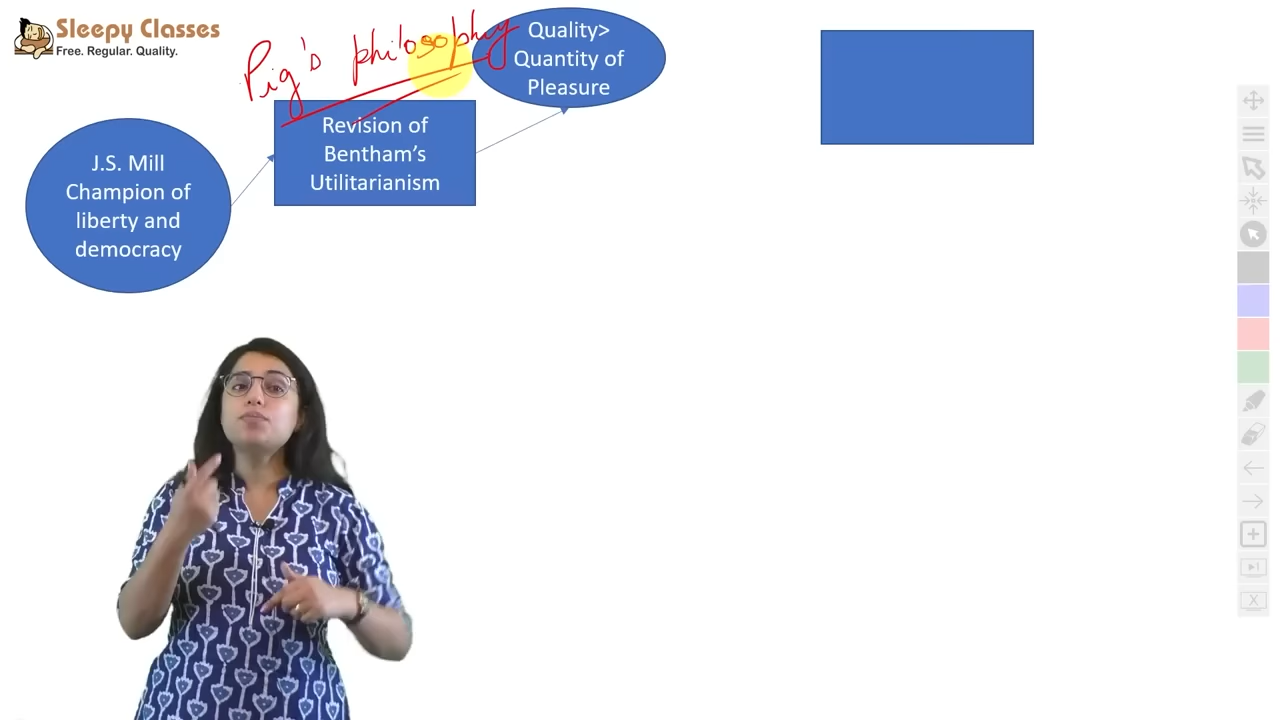 Sleepy Classes
Free. Regular. Quality.
Pig's philosophy
Quality>
Quantity of
Pleasure
Revision of
Bentham's
Utilitarianism
J.S. Mill
Champion of
liberty and
democracy